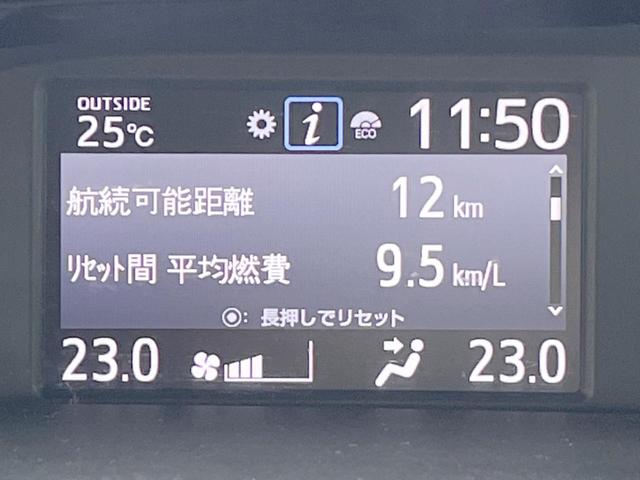 OUTSIDE
25℃
i
ECO
11:50
航続可能距離 12 km
リセット間 平均燃費 9.5 km/L
◉: 長押しでリセット
23.0 23.0